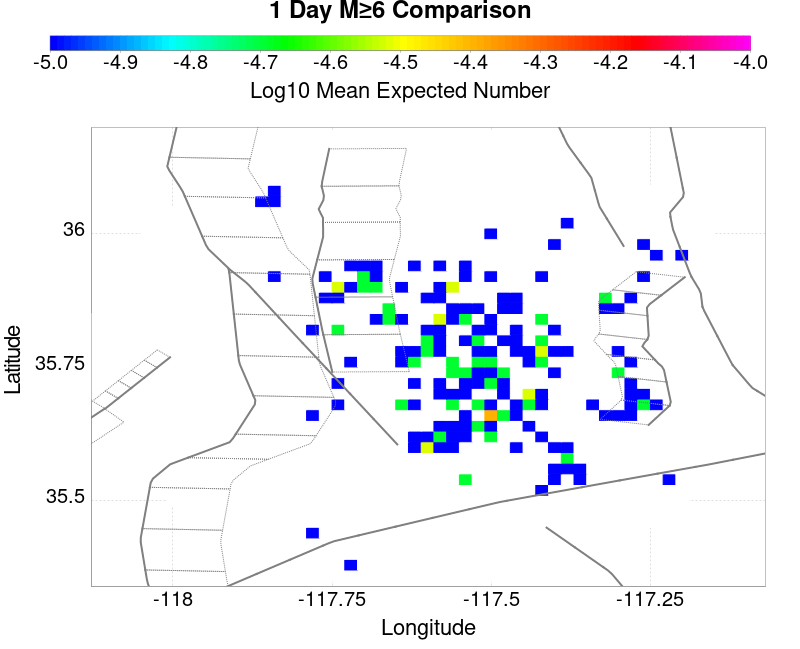 1 Day M≥6 Comparison
-5.0 -4.9 -4.8 -4.7 -4.6 -4.5 -4.4 -4.3 -4.2 -4.1 -4.0
Log10 Mean Expected Number
36
35.75
35.5
Latitude
-118 -117.75 -117.5 -117.25
Longitude